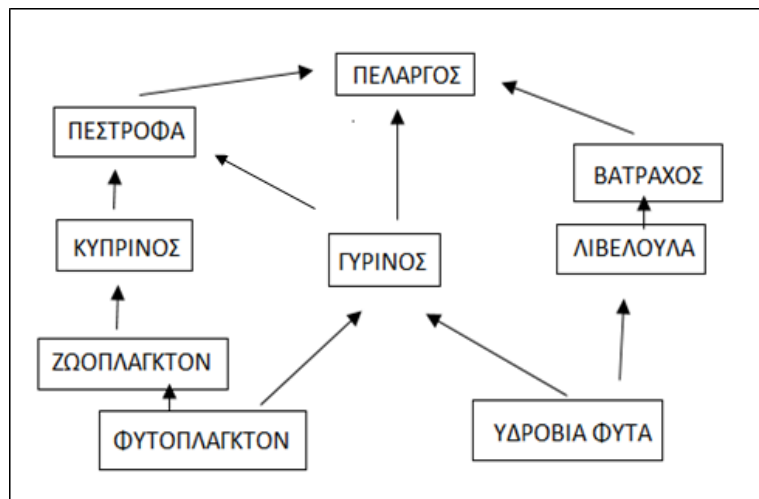 ΠΕΛΑΡΓΟΣ
ΠΕΣΤΡΟΦΑ
ΒΑΤΡΑΧΟΣ
ΚΥΠΡΙΝΟΣ
ΓΥΡΙΝΟΣ
ΛΙΒΕΛΟΥΛΑ
ΖΩΟΠΛΑΓΚΤΟΝ
ΦΥΤΟΠΛΑΓΚΤΟΝ
ΥΔΡΟΒΙΑ ΦΥΤΑ